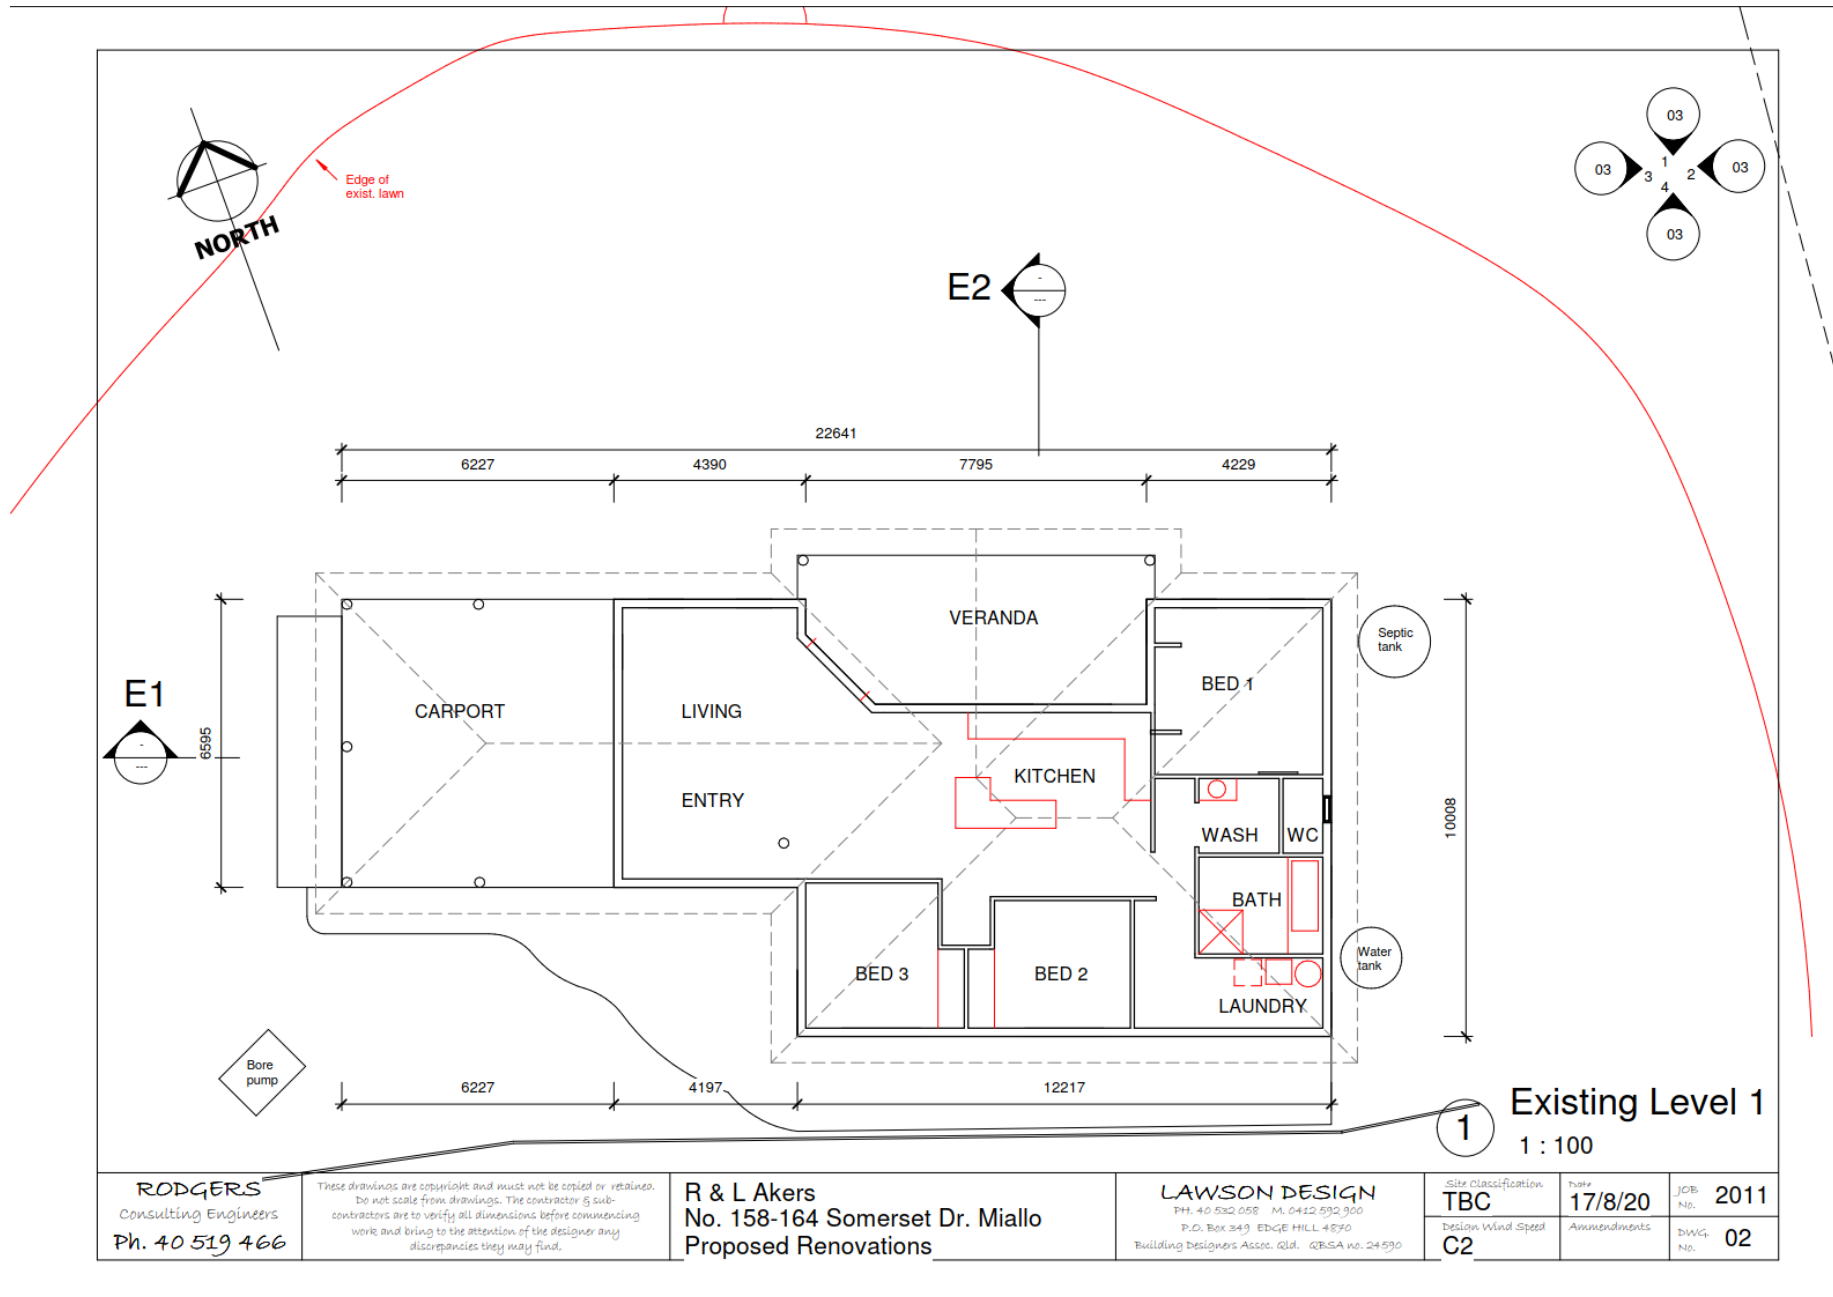 Edge of
exist. lawn
NORTH
03
03
1
3
2
03
4
03
E2
-
---
22641
6227
4390
7795
4229
VERANDA
Septic
tank
BED 1
E1
-
---
6595
CARPORT
LIVING
KITCHEN
ENTRY
10008
WASH
WC
BATH
Water
tank
BED 3
BED 2
LAUNDRY
Bore
pump
6227
4197
12217
Existing Level 1
1
1 : 100
RODGERS
Consulting Engineers
Ph. 40 519 466
These drawings are copyright and must not be copied or retained.
Do not scale from drawings. The contractor & sub-
contractors are to verify all dimensions before commencing
work and bring to the attention of the designer any
discrepancies they may find.
R & L Akers
No. 158-164 Somerset Dr. Miallo
Proposed Renovations
LAWSON DESIGN
PH. 40 532 058 M. 0412 592 900
P.O. Box 349 EDGE HILL 4870
Building Designers Assoc. Qld. QBSA no. 24590
Site Classification
TBC
Design Wind Speed
C2
Date
17/8/20
Ammendments
JOB
No.
2011
DWG.
No.
02